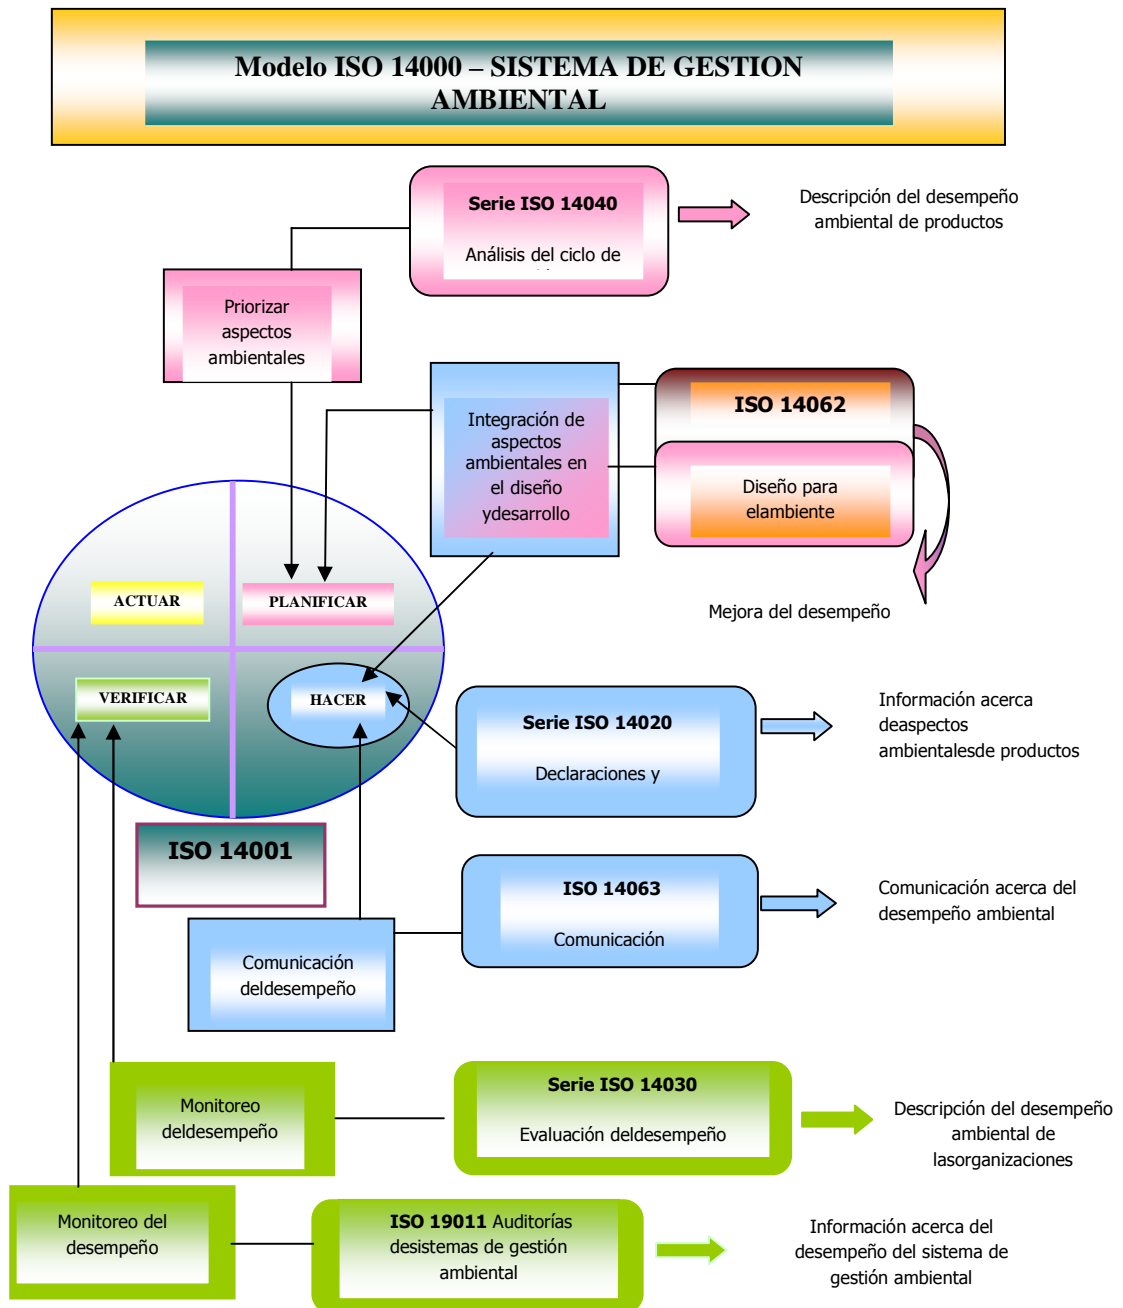 Modelo ISO 14000 – SISTEMA DE GESTION
AMBIENTAL
Serie ISO 14040
Análisis del ciclo de
Descripción del desempeño
ambiental de productos
Priorizar
aspectos
ambientales
Integración de
aspectos
ambientales en
el diseño
ydesarrollo
ISO 14062
Diseño para
elambiente
Mejora del desempeño
ACTUAR
PLANIFICAR
VERIFICAR
HACER
Serie ISO 14020
Declaraciones y
Información acerca
deaspectos
ambientalesde productos
ISO 14001
ISO 14063
Comunicación
Comunicación acerca del
desempeño ambiental
Comunicación
deldesempeño
Monitoreo
deldesempeño
Serie ISO 14030
Evaluación deldesempeño
Descripción del desempeño
ambiental de
lasorganizaciones
Monitoreo del
desempeño
ISO 19011 Auditorías
desistemas de gestión
ambiental
Información acerca del
desempeño del sistema de
gestión ambiental